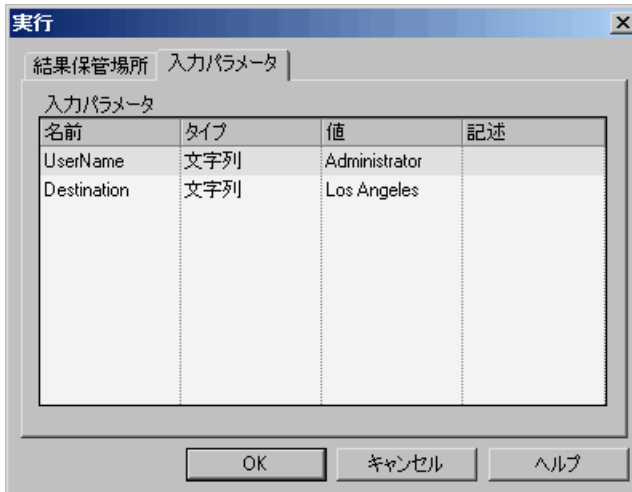 実行
結果保管場所 入力パラメータ
入力パラメータ
名前 タイプ 値 記述
UserName 文字列 Administrator
Destination 文字列 Los Angeles
OK キャンセル ヘルプ